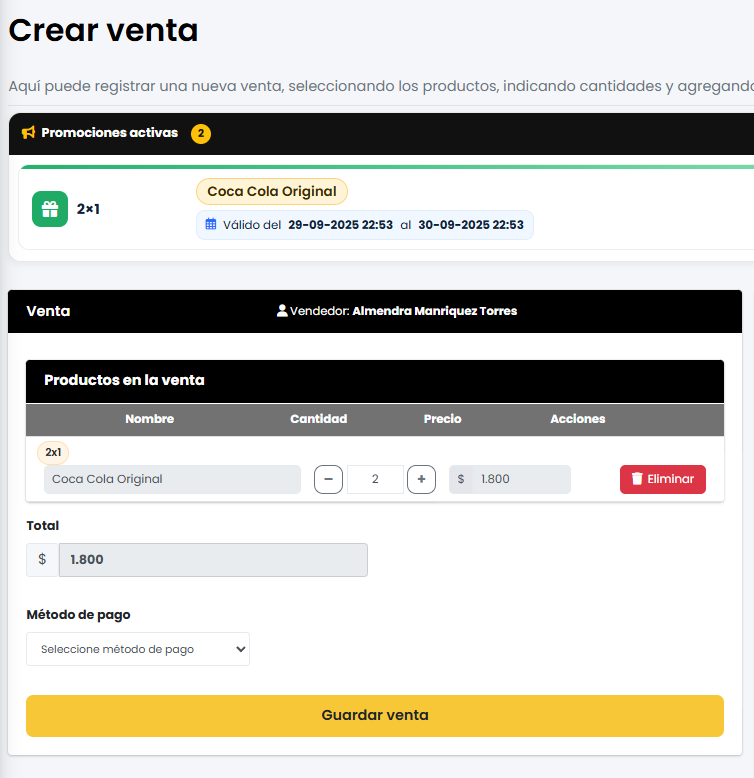 Crear venta
Aquí puede registrar una nueva venta, seleccionando los productos, indicando cantidades y agregando
Promociones activas 2
2×1
Coca Cola Original
Válido del 29-09-2025 22:53 al 30-09-2025 22:53
Venta
Vendedor: Almendra Manriquez Torres
Productos en la venta
Nombre Cantidad Precio Acciones
2x1
Coca Cola Original − 2 + $ 1.800 Eliminar
Total
$ 1.800
Método de pago
Seleccione método de pago
Guardar venta